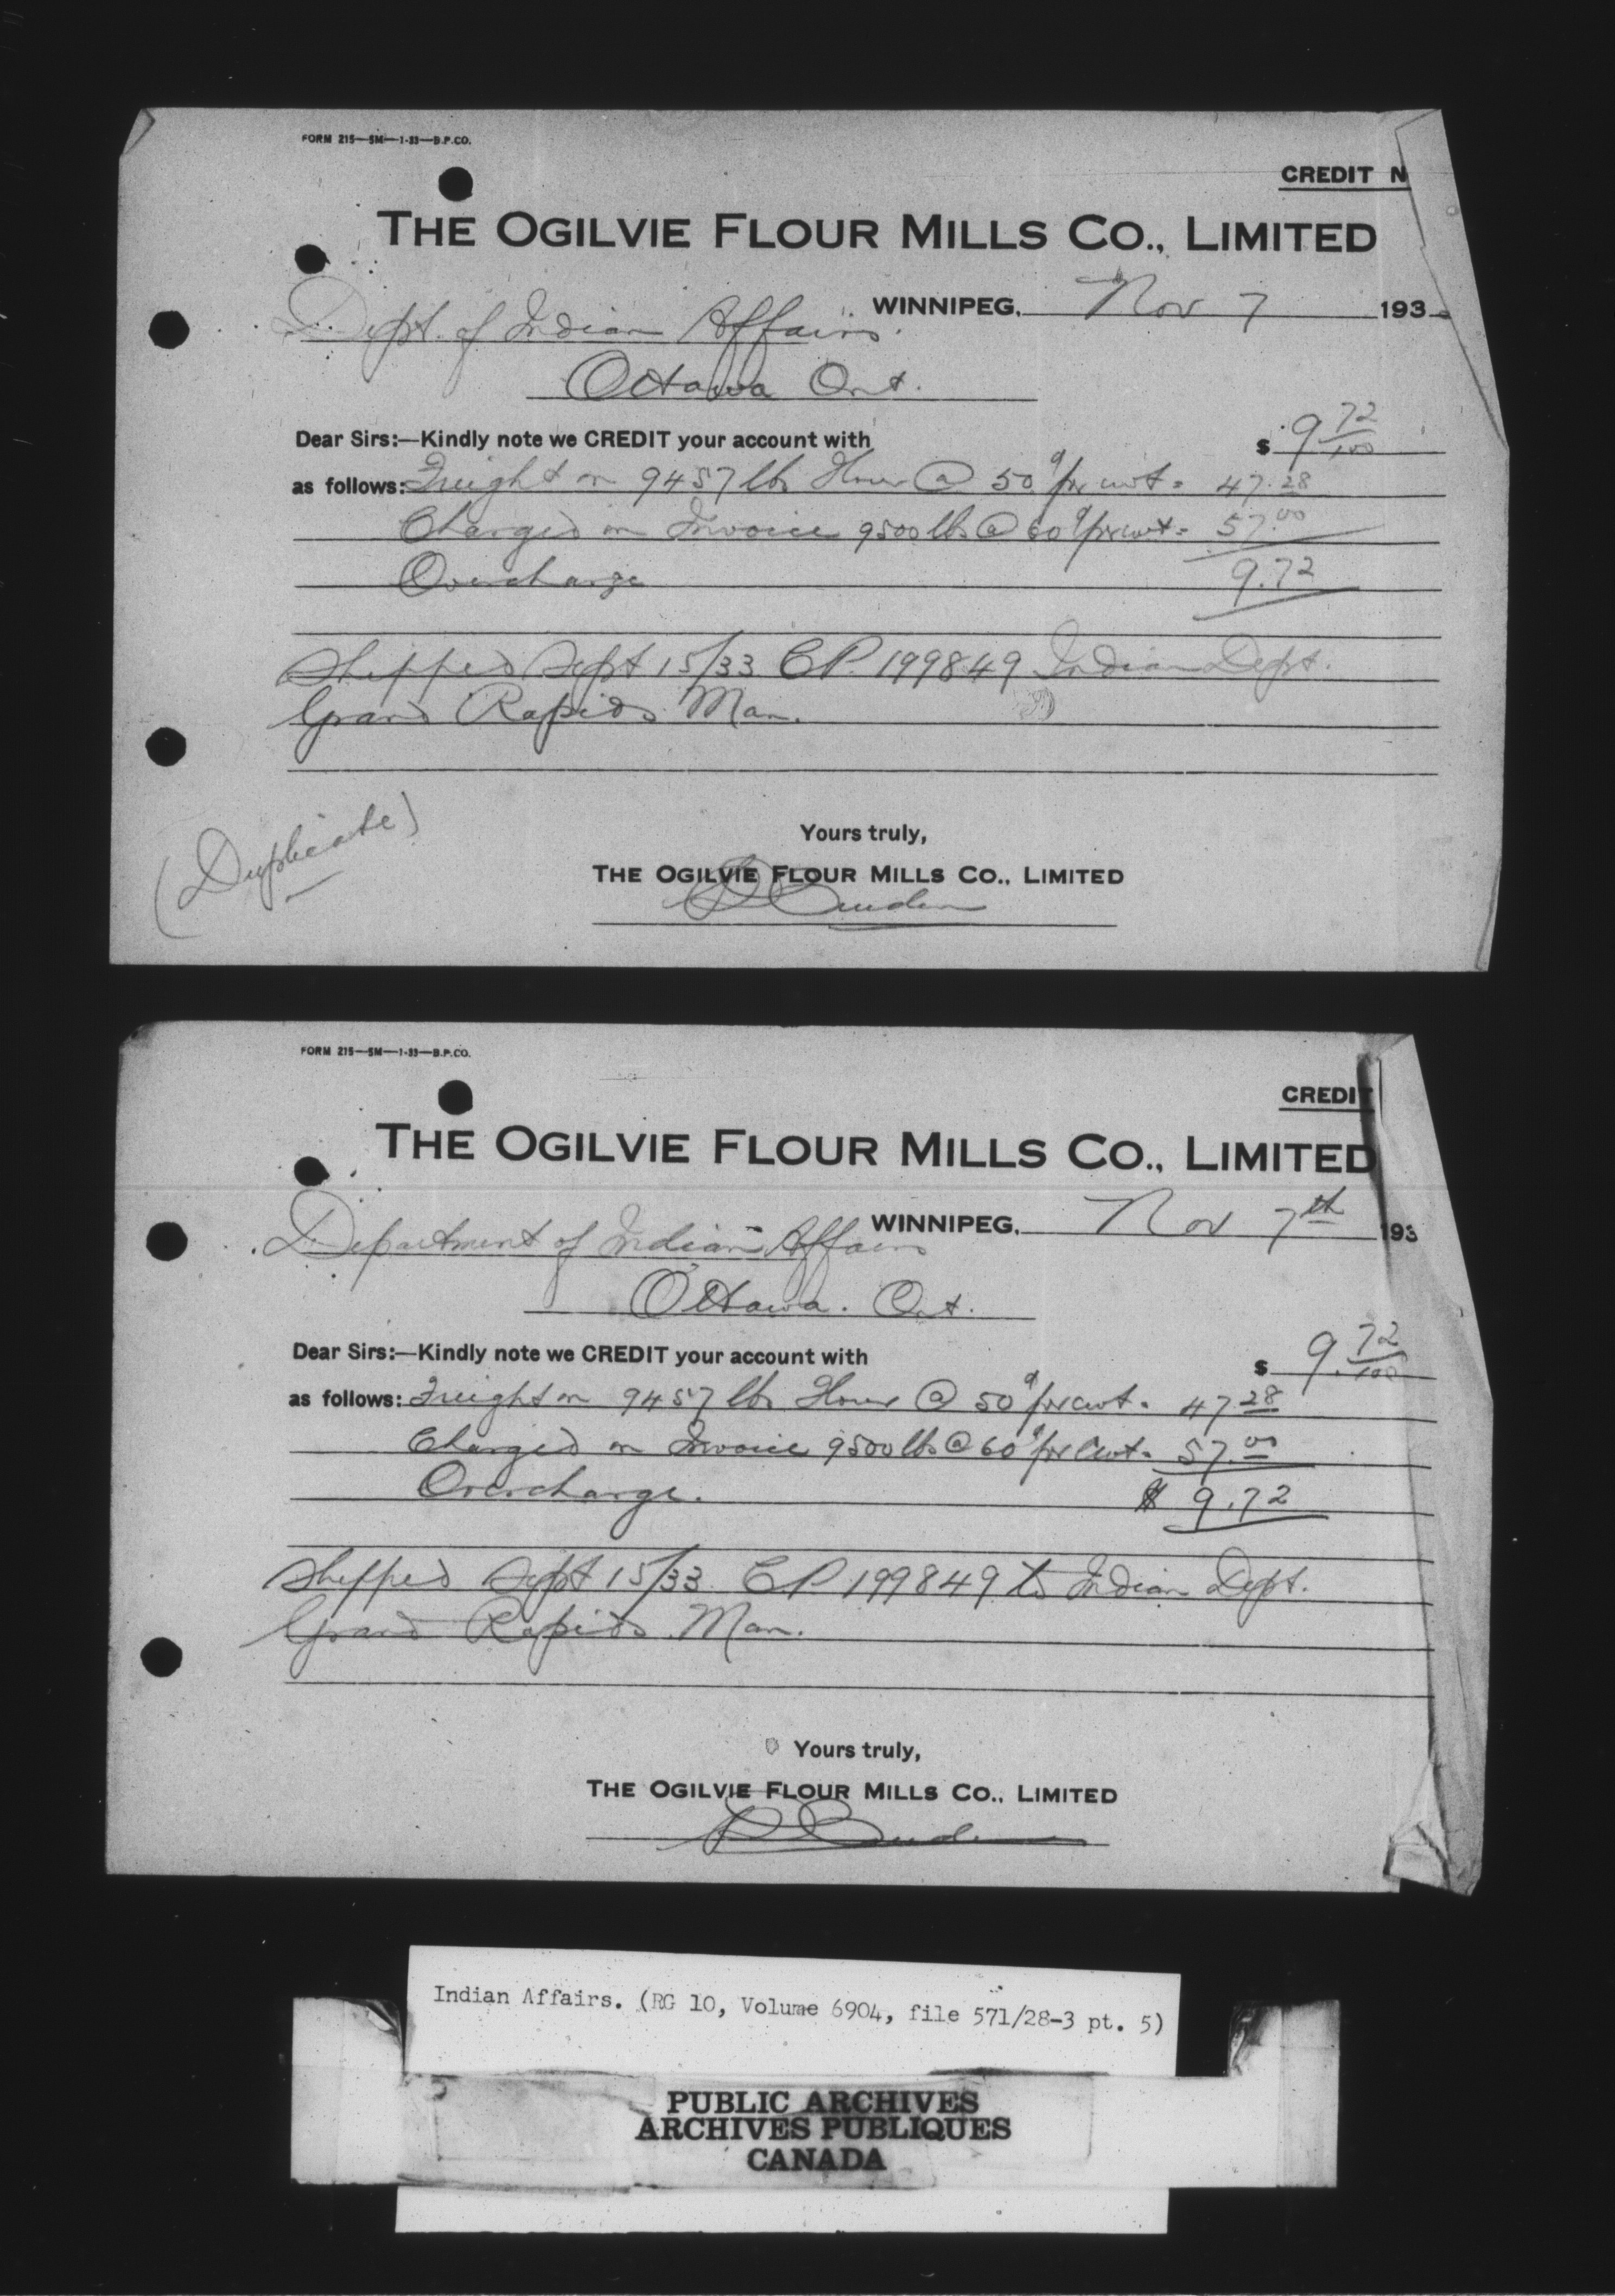 FORM 215—5M—1-33—B.P.CO.
CREDIT N
THE OGILVIE FLOUR MILLS CO., LIMITED
WINNIPEG, Nov 7 193
Dept. of Indian Affairs
Ottawa Ont.
Dear Sirs:—Kindly note we CREDIT your account with $ 9 72/100
as follows: Freight on 9457 lbs Flour @ 50¢ per cwt = 47.28
Charged on Invoice 9500 lbs @ 60¢ per cwt = 57.00
Overcharge 9.72
Shipped Sept 15/33 CP. 199849 Indian Dept.
Grand Rapids Man.
(Duplicate)
Yours truly,
THE OGILVIE FLOUR MILLS CO., LIMITED
FORM 215—5M—1-33—B.P.CO.
CREDIT
THE OGILVIE FLOUR MILLS CO., LIMITED
WINNIPEG, Nov 7th 193
Department of Indian Affairs
Ottawa. Ont.
Dear Sirs:—Kindly note we CREDIT your account with $ 9. 72/100
as follows: Freight on 9457 lbs Flour @ 50¢ per cwt. 47.28
Charged on Invoice 9500 lbs @ 60¢ per Cwt. 57.00
Overcharge. $ 9.72
Shipped Sept 15/33 CP 199849 to Indian Dept.
Grand Rapids. Man.
Yours truly,
THE OGILVIE FLOUR MILLS CO., LIMITED
Indian Affairs. (RG 10, Volume 6904, file 571/28-3 pt. 5)
PUBLIC ARCHIVES
ARCHIVES PUBLIQUES
CANADA